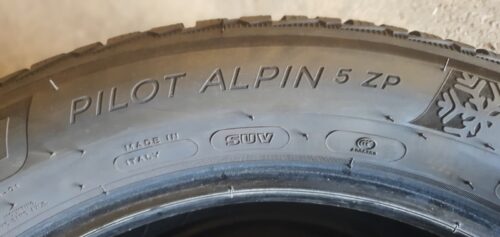 PILOT ALPIN 5 ZP
MADE IN
ITALY
SUV